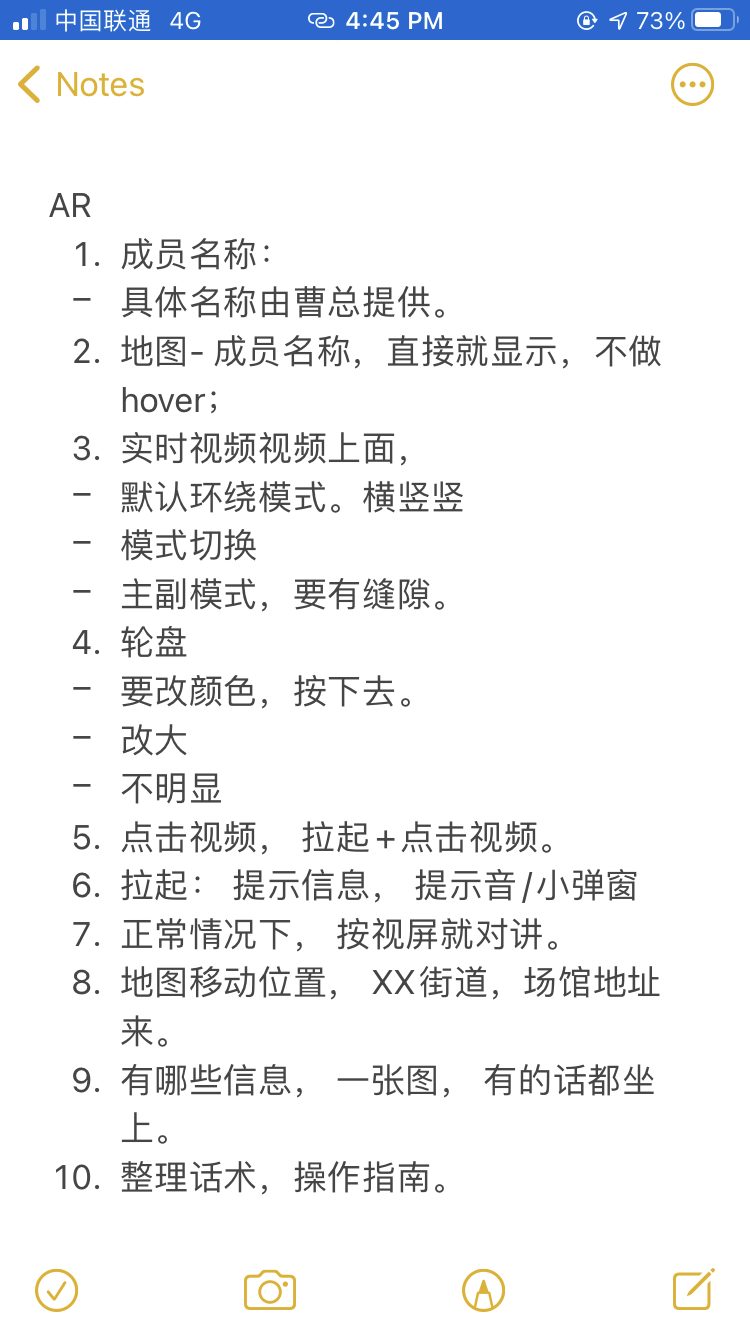 中国联通 4G 4:45 PM 73%
Notes
AR
1. 成员名称：
– 具体名称由曹总提供。
2. 地图- 成员名称，直接就显示，不做
hover；
3. 实时视频视频上面，
– 默认环绕模式。横竖竖
– 模式切换
– 主副模式，要有缝隙。
4. 轮盘
– 要改颜色，按下去。
– 改大
– 不明显
5. 点击视频， 拉起+点击视频。
6. 拉起： 提示信息， 提示音/小弹窗
7. 正常情况下， 按视屏就对讲。
8. 地图移动位置， XX街道，场馆地址
来。
9. 有哪些信息， 一张图， 有的话都坐
上。
10. 整理话术，操作指南。